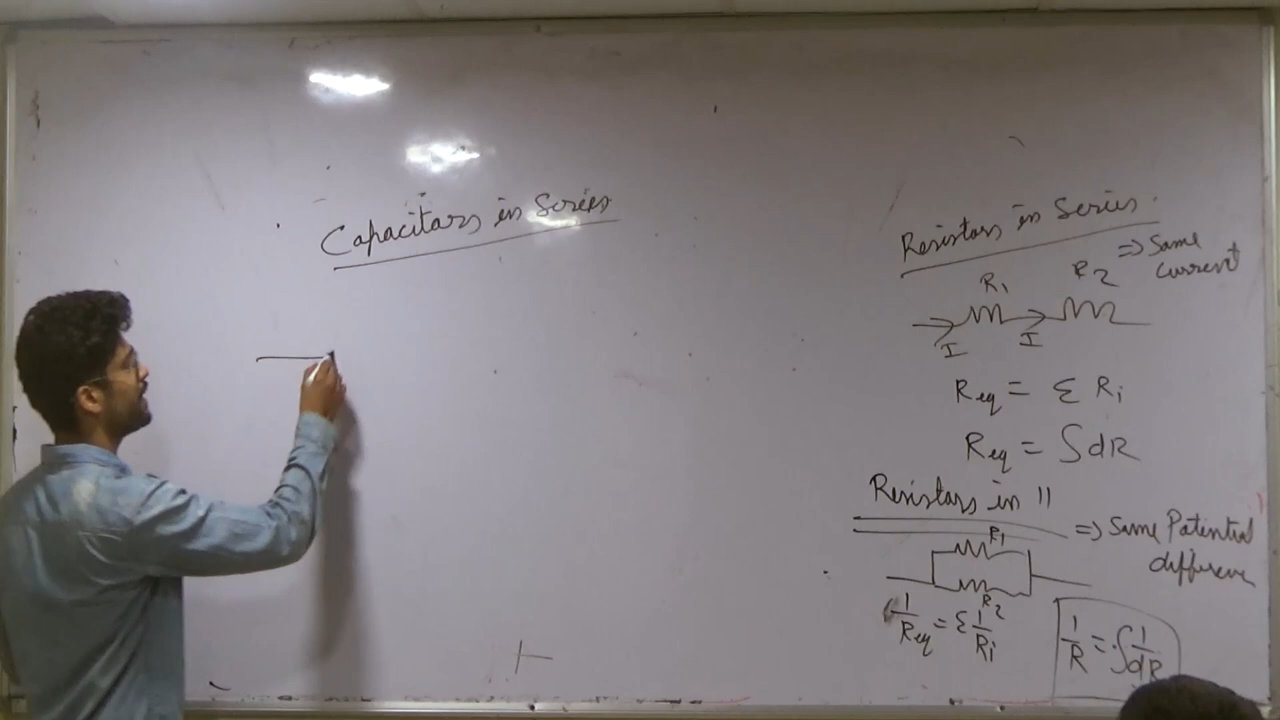 Capacitors in Series
Resistors in Series.
R1 R2 => Same
current
I I
Req = Σ Ri
Req = ∫dR
Resistors in ||
=> Same Potential
difference
R1
R2
1/Req = Σ 1/Ri
1/R = ∫1/dR